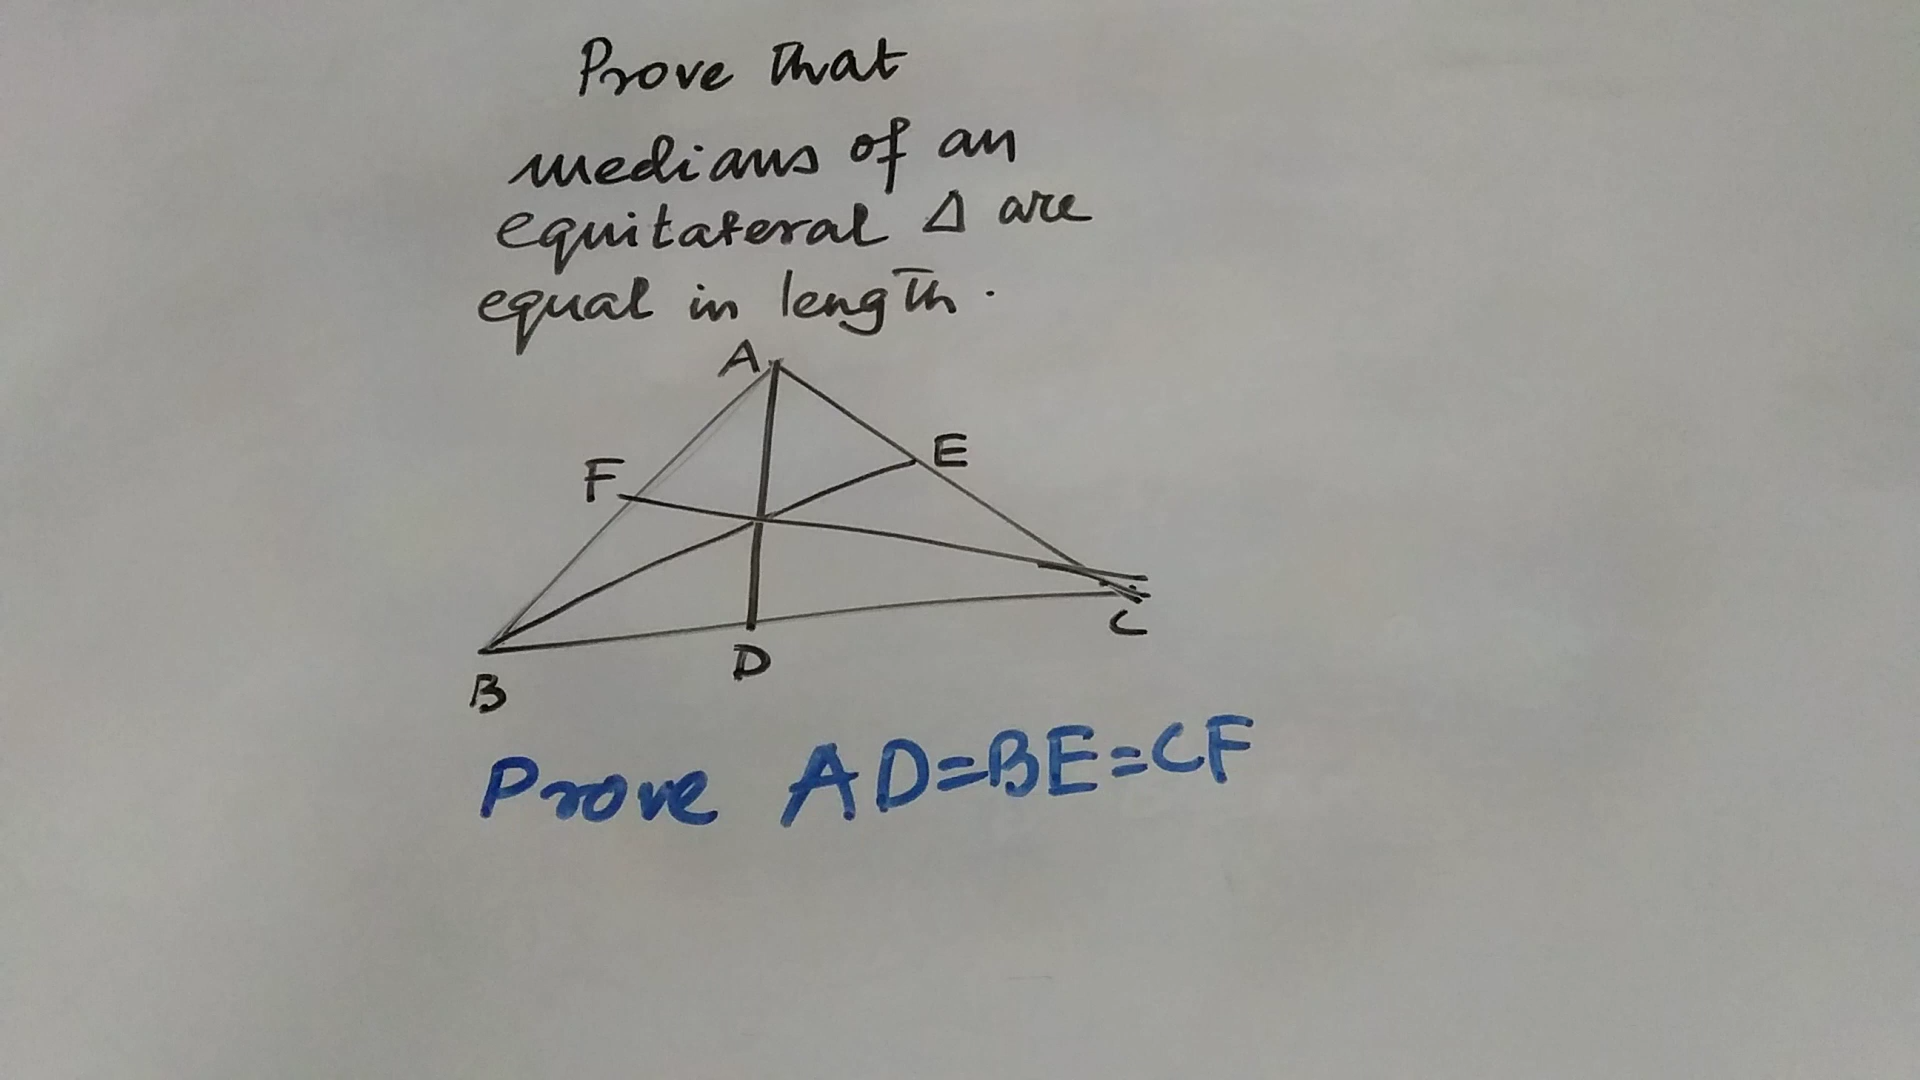 Prove that
medians of an
equitateral Δ are
equal in length.
A
F
E
B
D
C
Prove AD=BE=CF